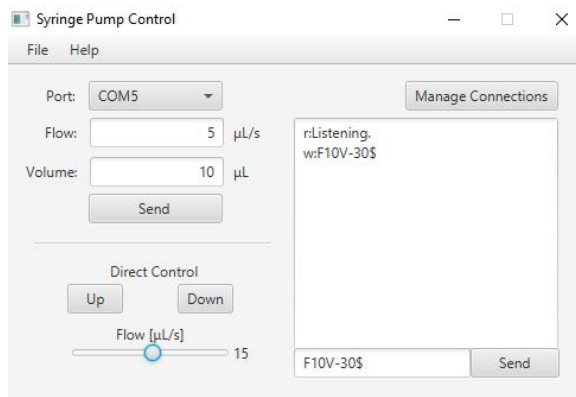 Syringe Pump Control
File Help
Port: COM5
Manage Connections
Flow: 5 µL/s
Volume: 10 µL
Send
r:Listening.
w:F10V-30$
Direct Control
Up Down
Flow [µL/s]
15
F10V-30$ Send